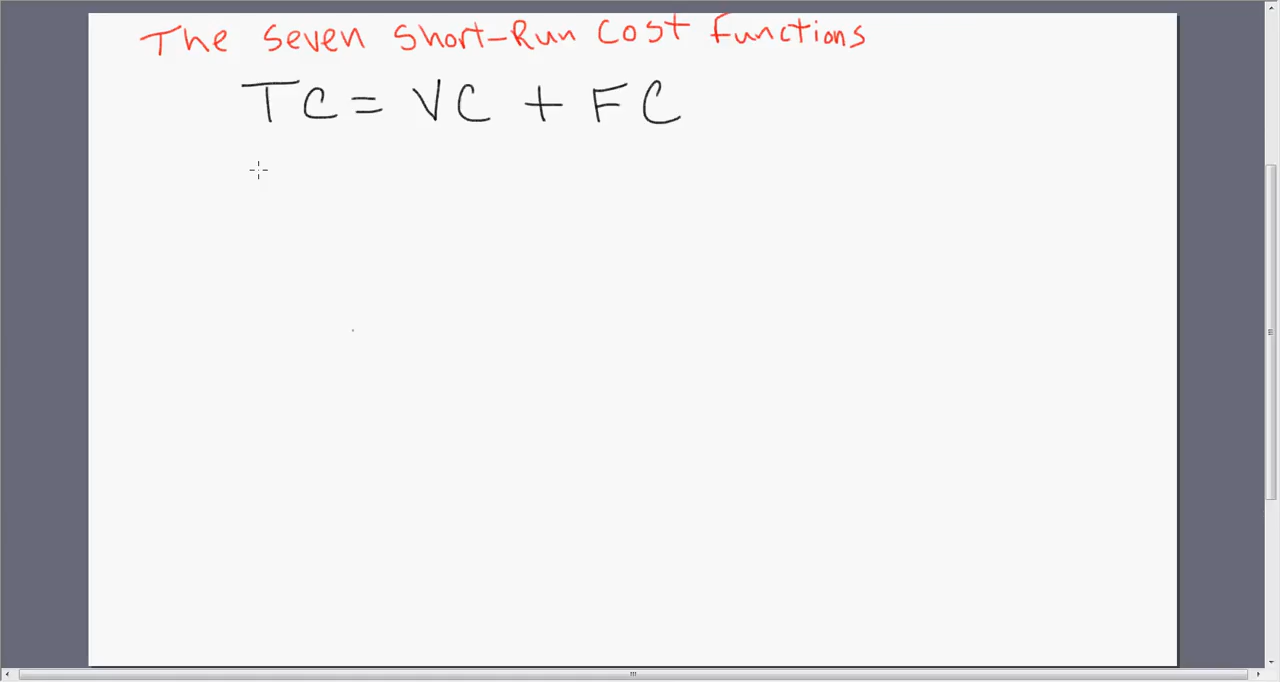 The Seven Short-Run Cost Functions
TC = VC + FC